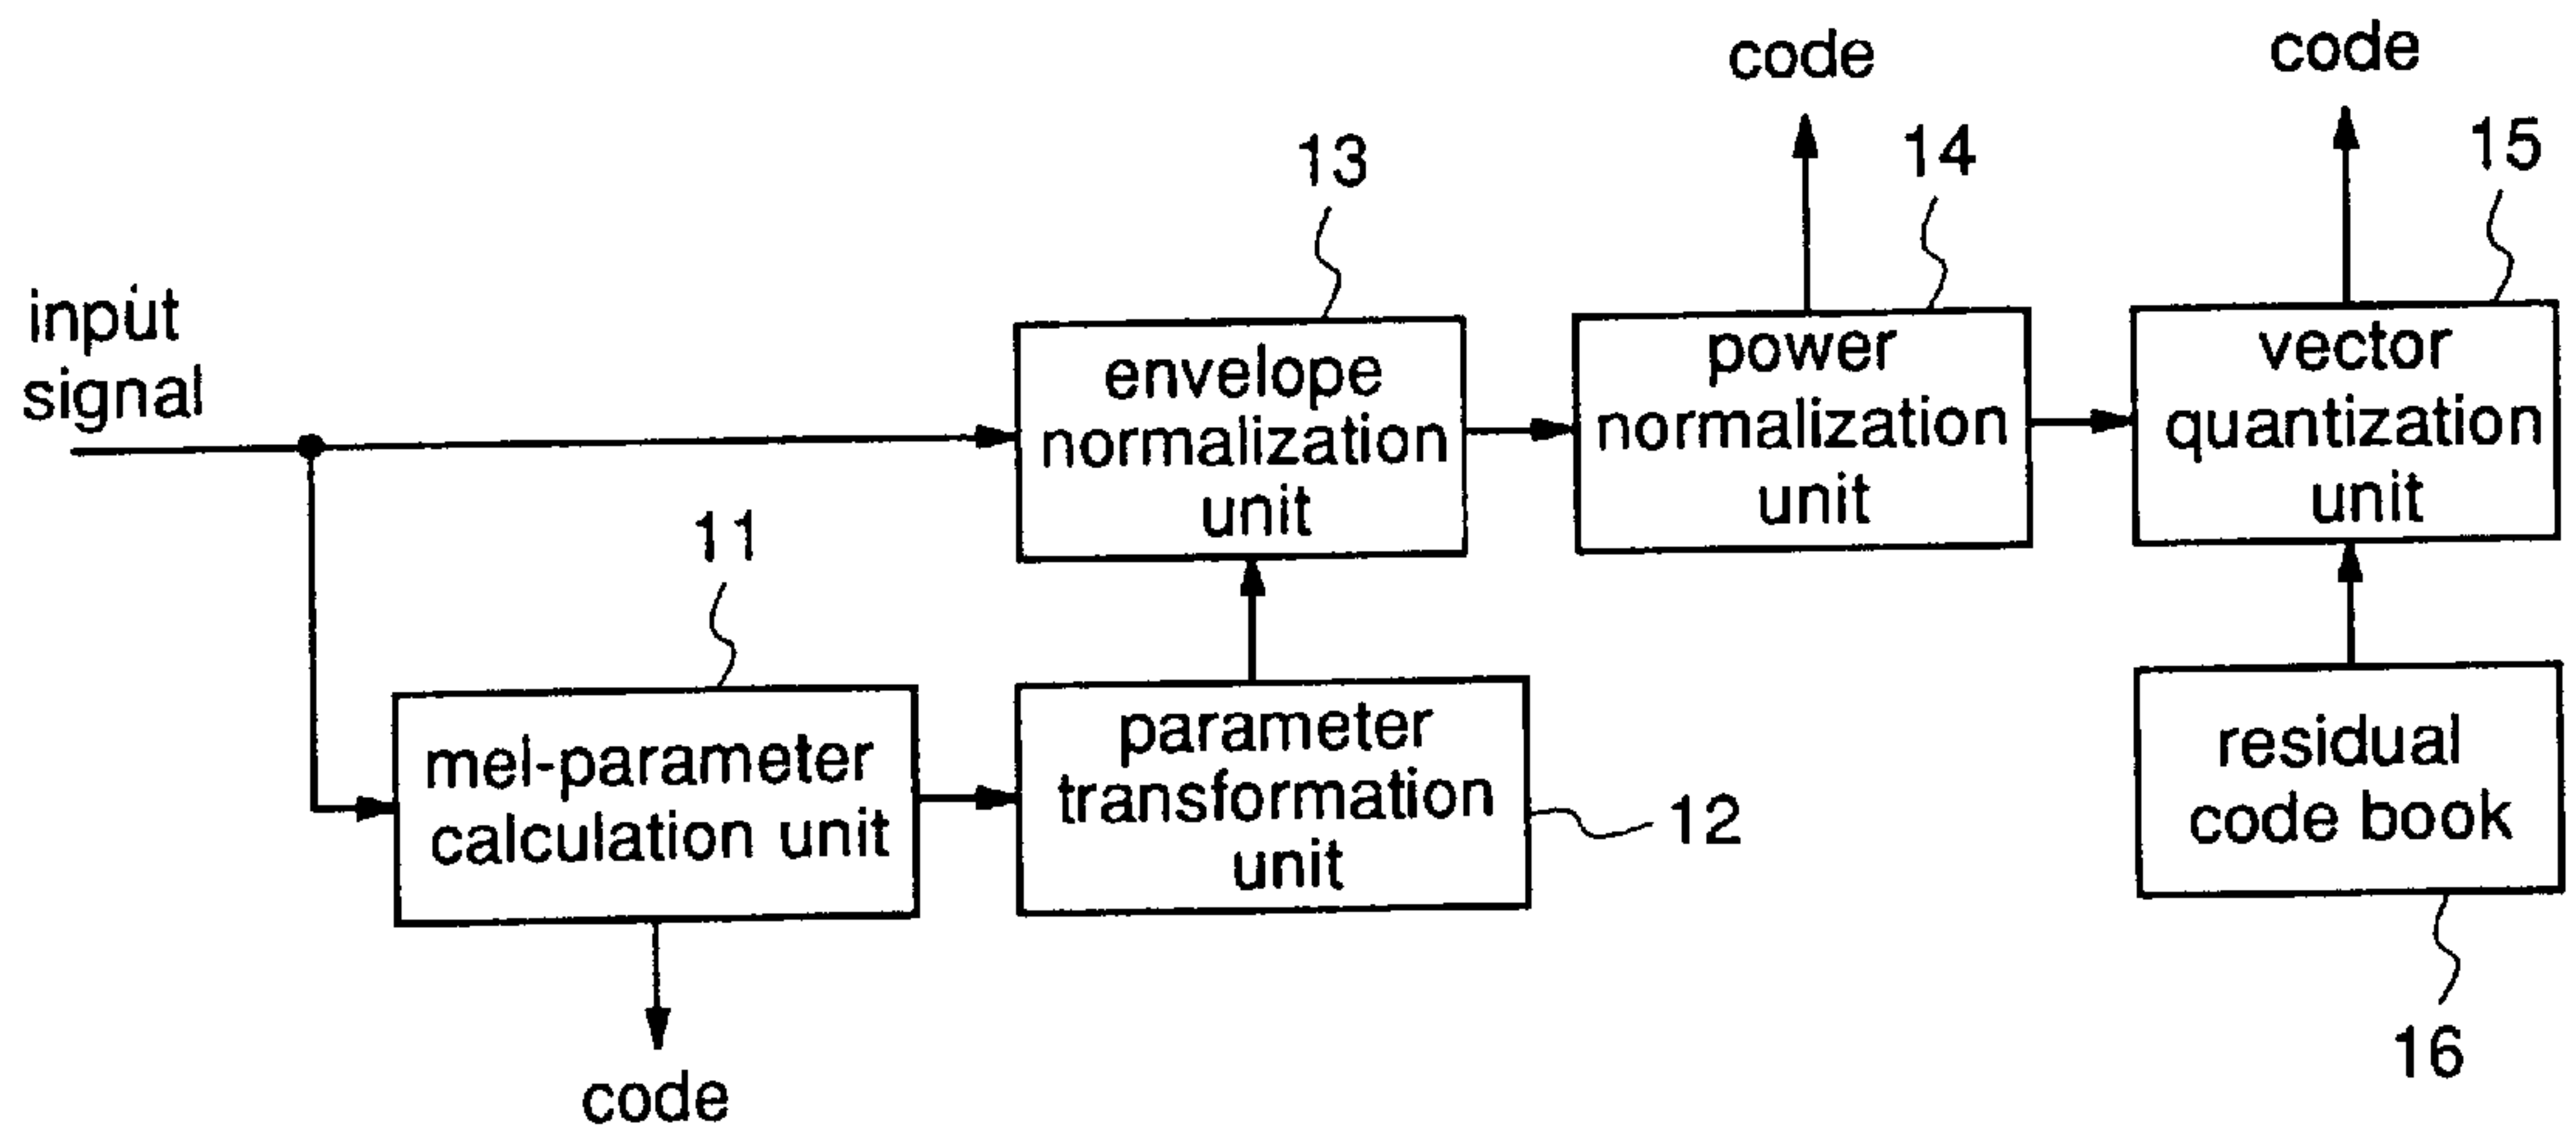 code
code
13
14
15
input
signal
envelope
normalization
unit
power
normalization
unit
vector
quantization
unit
11
mel-parameter
calculation unit
parameter
transformation
unit
12
residual
code book
16
code